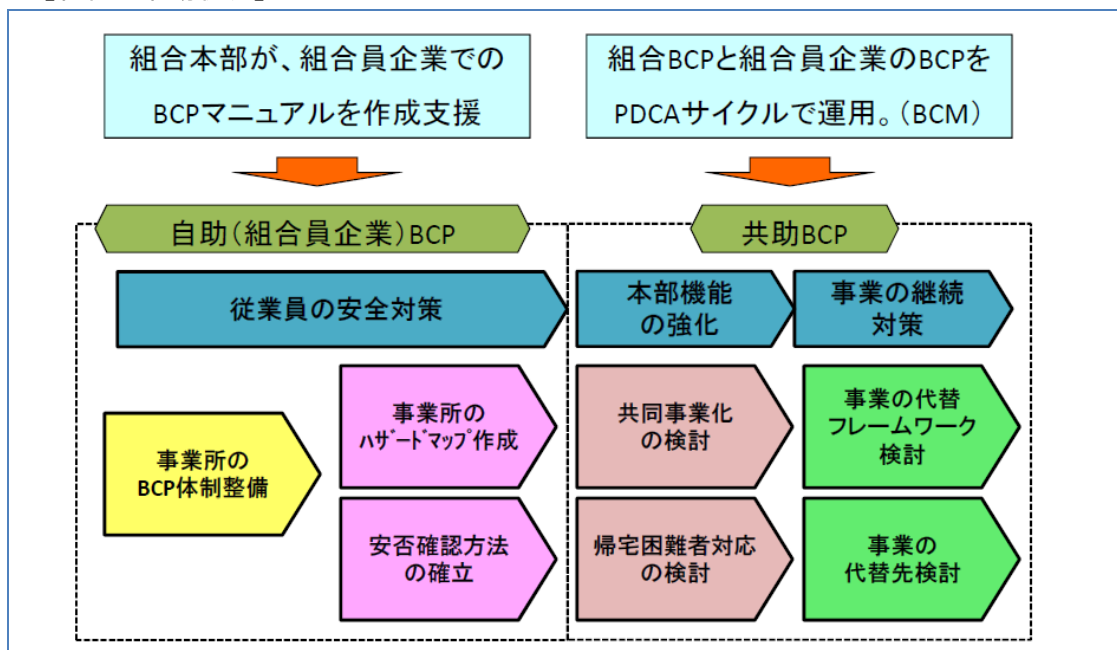 組合本部が、組合員企業での
BCPマニュアルを作成支援
組合BCPと組合員企業のBCPを
PDCAサイクルで運用。（BCM）
自助（組合員企業）BCP
共助BCP
従業員の安全対策
本部機能
の強化
事業の継続
対策
事業所の
BCP体制整備
事業所の
ﾊｻﾞｰﾄﾞﾏｯﾌﾟ作成
安否確認方法
の確立
共同事業化
の検討
帰宅困難者対応
の検討
事業の代替
フレームワーク
検討
事業の
代替先検討